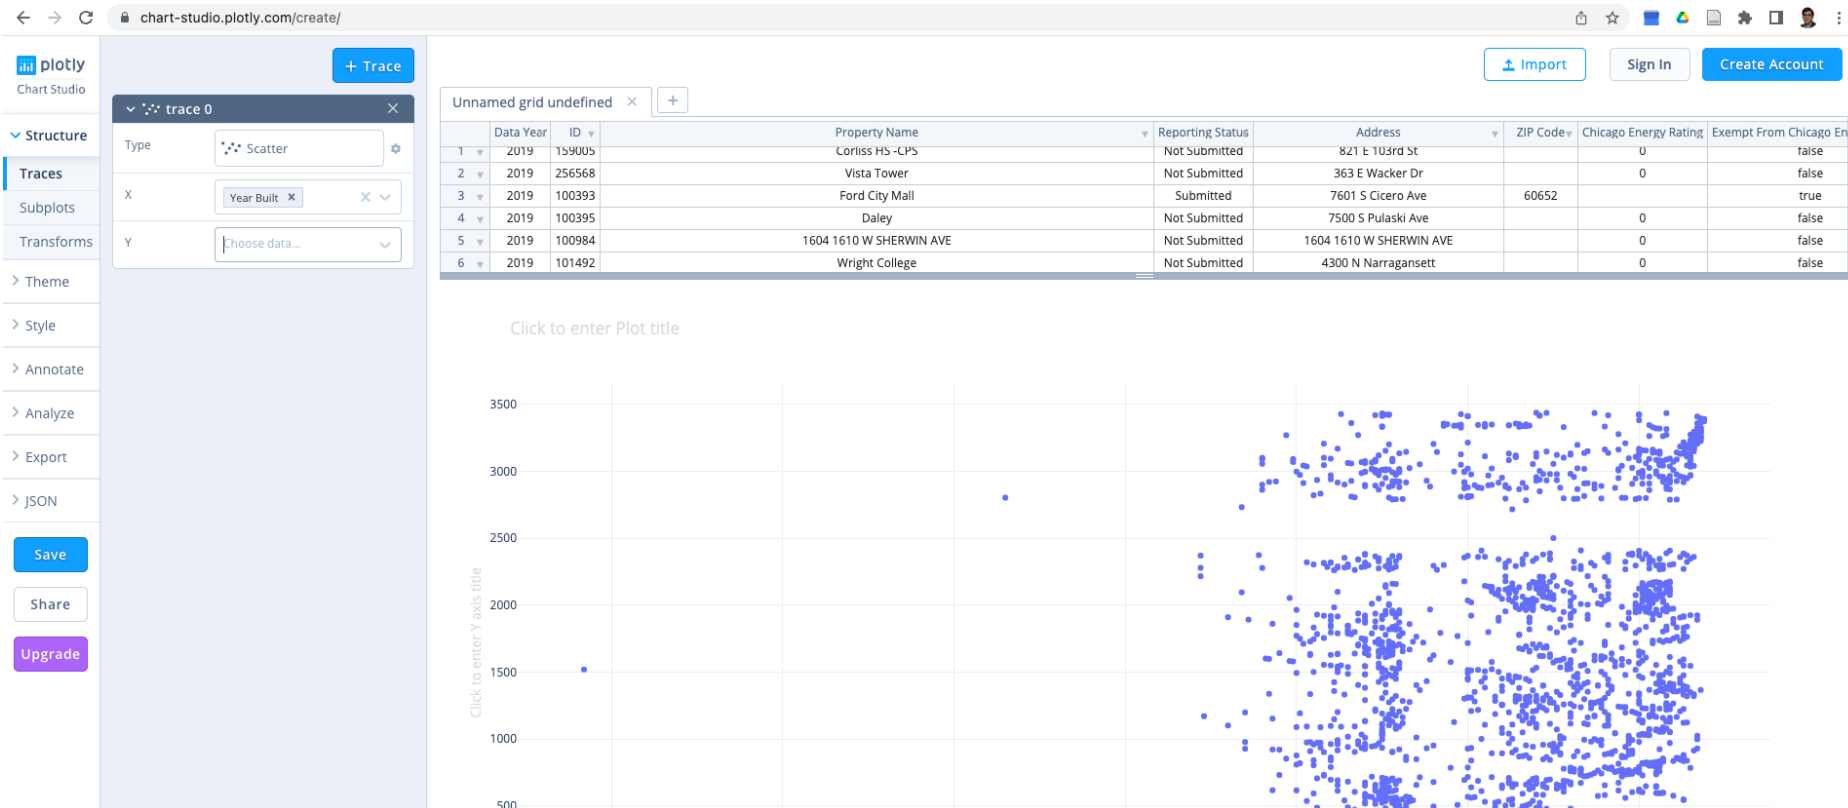 chart-studio.plotly.com/create/
plotly
Chart Studio
Structure
Traces
Subplots
Transforms
Theme
Style
Annotate
Analyze
Export
JSON
Save
Share
Upgrade
+ Trace
trace 0
Type Scatter
X Year Built
Y Choose data...
Import Sign In Create Account
Unnamed grid undefined
Data Year ID Property Name Reporting Status Address ZIP Code Chicago Energy Rating Exempt From Chicago En
1 2019 159005 Corliss HS -CPS Not Submitted 821 E 103rd St 0 false
2 2019 256568 Vista Tower Not Submitted 363 E Wacker Dr 0 false
3 2019 100393 Ford City Mall Submitted 7601 S Cicero Ave 60652 true
4 2019 100395 Daley Not Submitted 7500 S Pulaski Ave 0 false
5 2019 100984 1604 1610 W SHERWIN AVE Not Submitted 1604 1610 W SHERWIN AVE 0 false
6 2019 101492 Wright College Not Submitted 4300 N Narragansett 0 false
Click to enter Plot title
Click to enter Y axis title
3500
3000
2500
2000
1500
1000
500